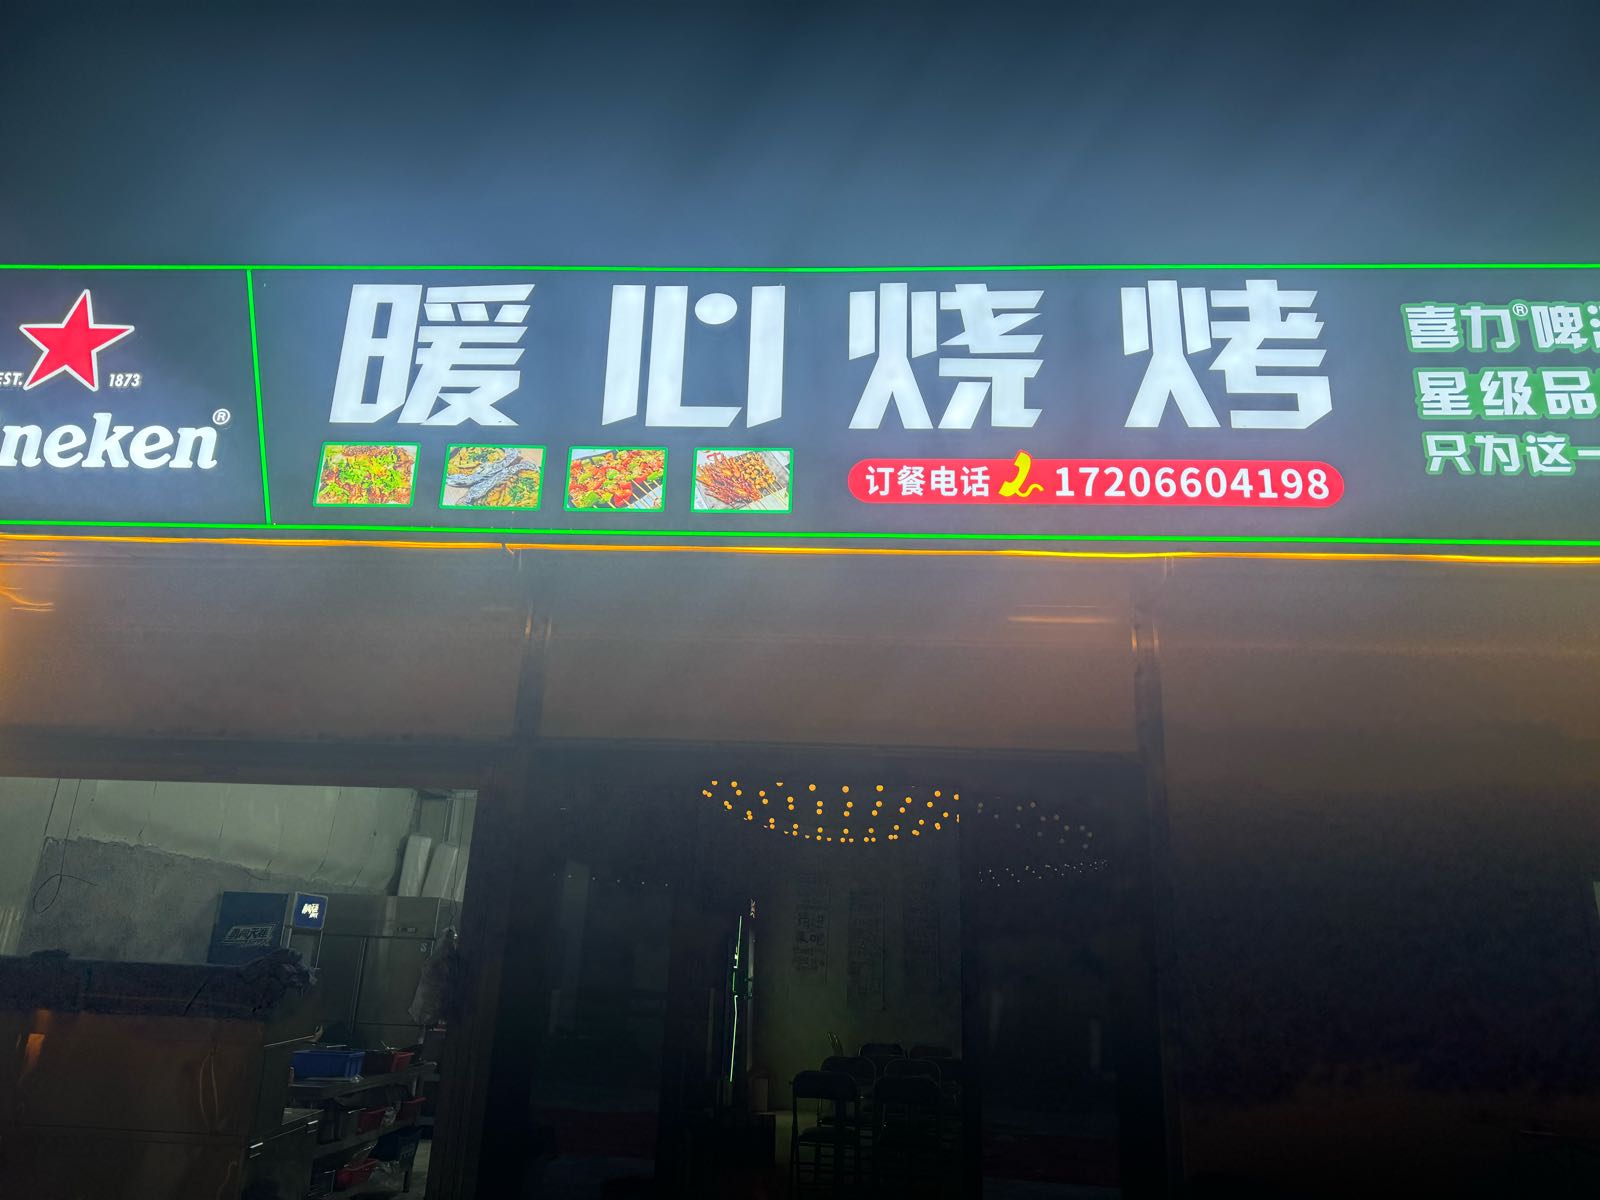 EST. 1873
neken®
暖心烧烤
订餐电话 17206604198
喜力®啤
星级品
只为这一